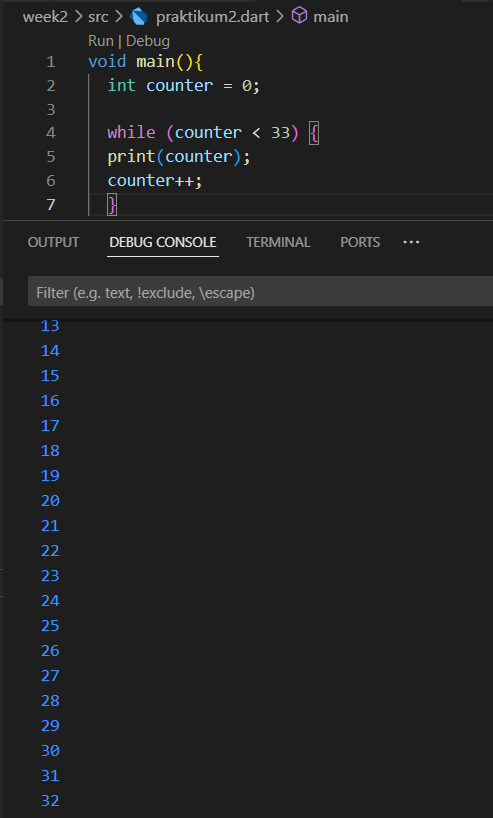 week2 > src > praktikum2.dart > main
Run | Debug
1 void main(){
2 int counter = 0;
3
4 while (counter < 33) {
5 print(counter);
6 counter++;
7 }
OUTPUT DEBUG CONSOLE TERMINAL PORTS ...
Filter (e.g. text, !exclude, \escape)
13
14
15
16
17
18
19
20
21
22
23
24
25
26
27
28
29
30
31
32